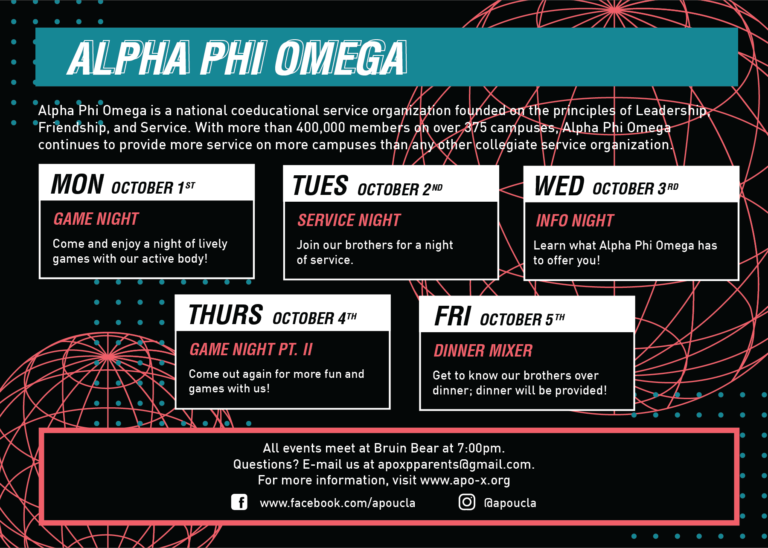 ALPHA PHI OMEGA
Alpha Phi Omega is a national coeducational service organization founded on the principles of Leadership,
Friendship, and Service. With more than 400,000 members on over 375 campuses, Alpha Phi Omega
continues to provide more service on more campuses than any other collegiate service organization.
MON OCTOBER 1ST
GAME NIGHT
Come and enjoy a night of lively
games with our active body!
TUES OCTOBER 2ND
SERVICE NIGHT
Join our brothers for a night
of service.
WED OCTOBER 3RD
INFO NIGHT
Learn what Alpha Phi Omega has
to offer you!
THURS OCTOBER 4TH
GAME NIGHT PT. II
Come out again for more fun and
games with us!
FRI OCTOBER 5TH
DINNER MIXER
Get to know our brothers over
dinner; dinner will be provided!
All events meet at Bruin Bear at 7:00pm.
Questions? E-mail us at apoxpparents@gmail.com.
For more information, visit www.apo-x.org
www.facebook.com/apoucla @apoucla